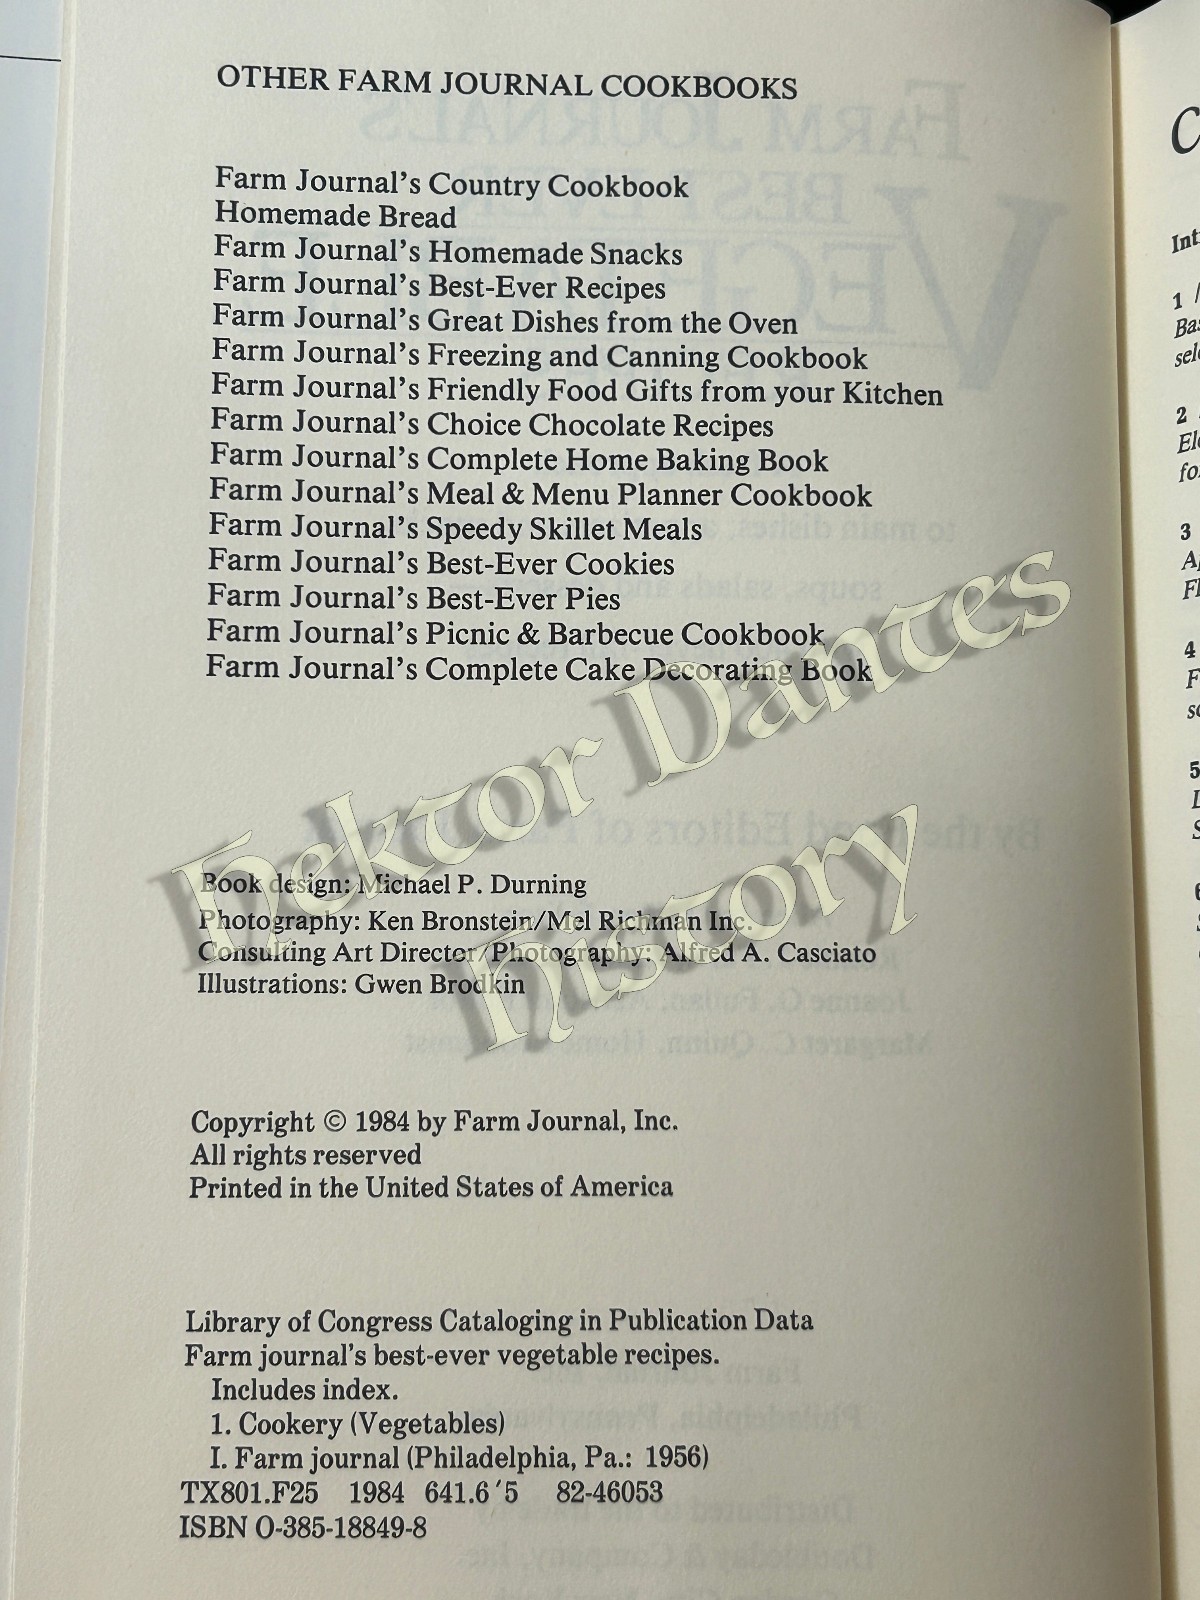 OTHER FARM JOURNAL COOKBOOKS
Farm Journal's Country Cookbook
Homemade Bread
Farm Journal's Homemade Snacks
Farm Journal's Best-Ever Recipes
Farm Journal's Great Dishes from the Oven
Farm Journal's Freezing and Canning Cookbook
Farm Journal's Friendly Food Gifts from your Kitchen
Farm Journal's Choice Chocolate Recipes
Farm Journal's Complete Home Baking Book
Farm Journal's Meal & Menu Planner Cookbook
Farm Journal's Speedy Skillet Meals
Farm Journal's Best-Ever Cookies
Farm Journal's Best-Ever Pies
Farm Journal's Picnic & Barbecue Cookbook
Farm Journal's Complete Cake Decorating Book
Hektor Dantes
History
Book design: Michael P. Durning
Photography: Ken Bronstein/Mel Richman Inc.
Consulting Art Director/Photography: Alfred A. Casciato
Illustrations: Gwen Brodkin
Copyright © 1984 by Farm Journal, Inc.
All rights reserved
Printed in the United States of America
Library of Congress Cataloging in Publication Data
Farm journal's best-ever vegetable recipes.
Includes index.
1. Cookery (Vegetables)
I. Farm journal (Philadelphia, Pa.: 1956)
TX801.F25 1984 641.6′5 82-46053
ISBN 0-385-18849-8
1
2
3
4
5